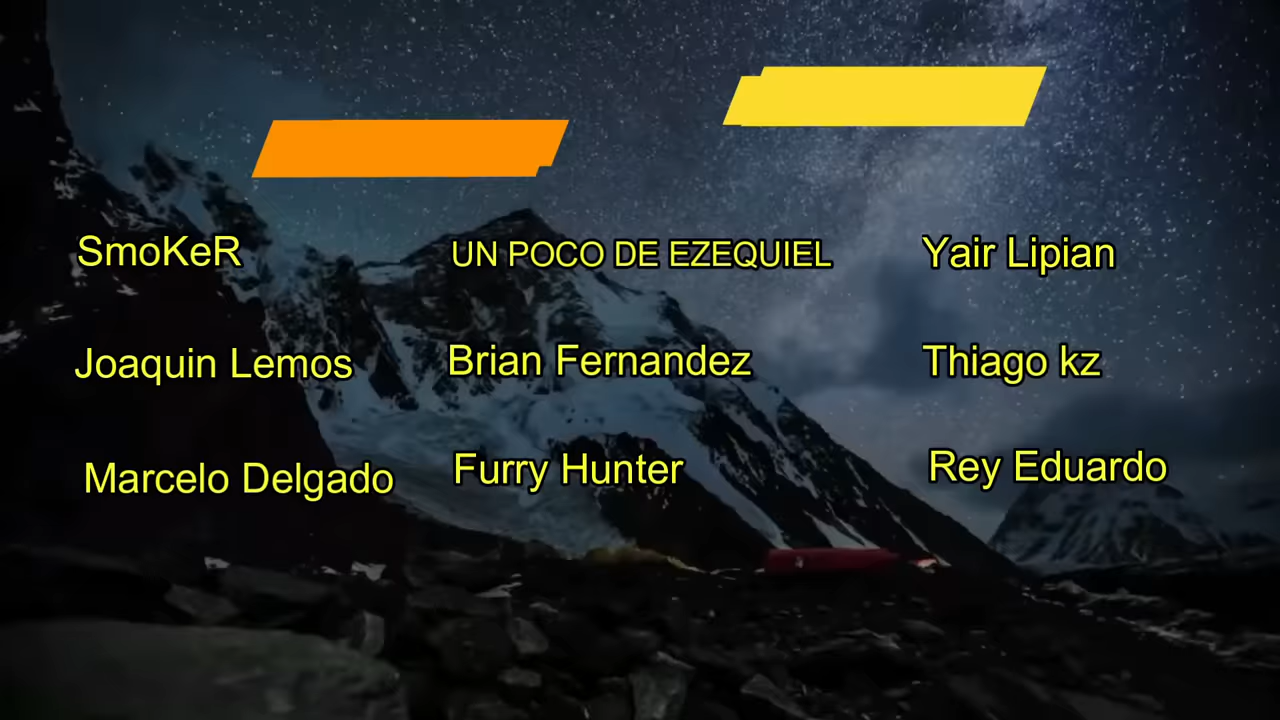 SmoKeR
UN POCO DE EZEQUIEL
Yair Lipian
Joaquin Lemos
Brian Fernandez
Thiago kz
Marcelo Delgado
Furry Hunter
Rey Eduardo